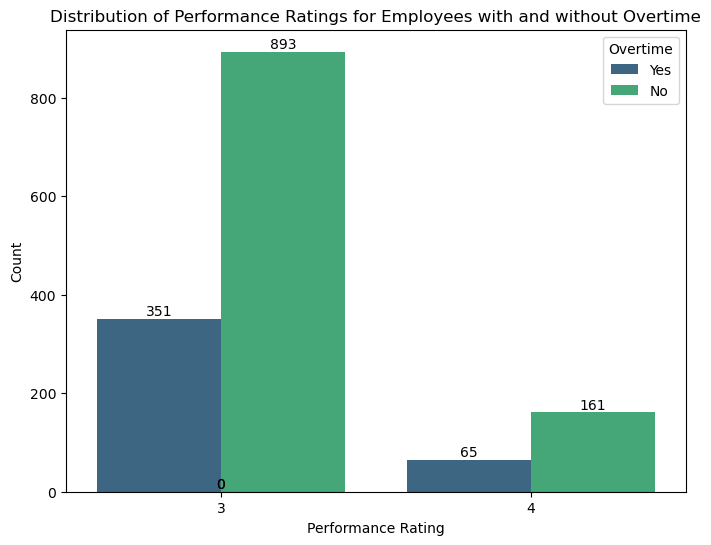 Distribution of Performance Ratings for Employees with and without Overtime
893
Overtime
Yes
No
800
600
Count
400
351
200
161
65
0
0
3
4
Performance Rating